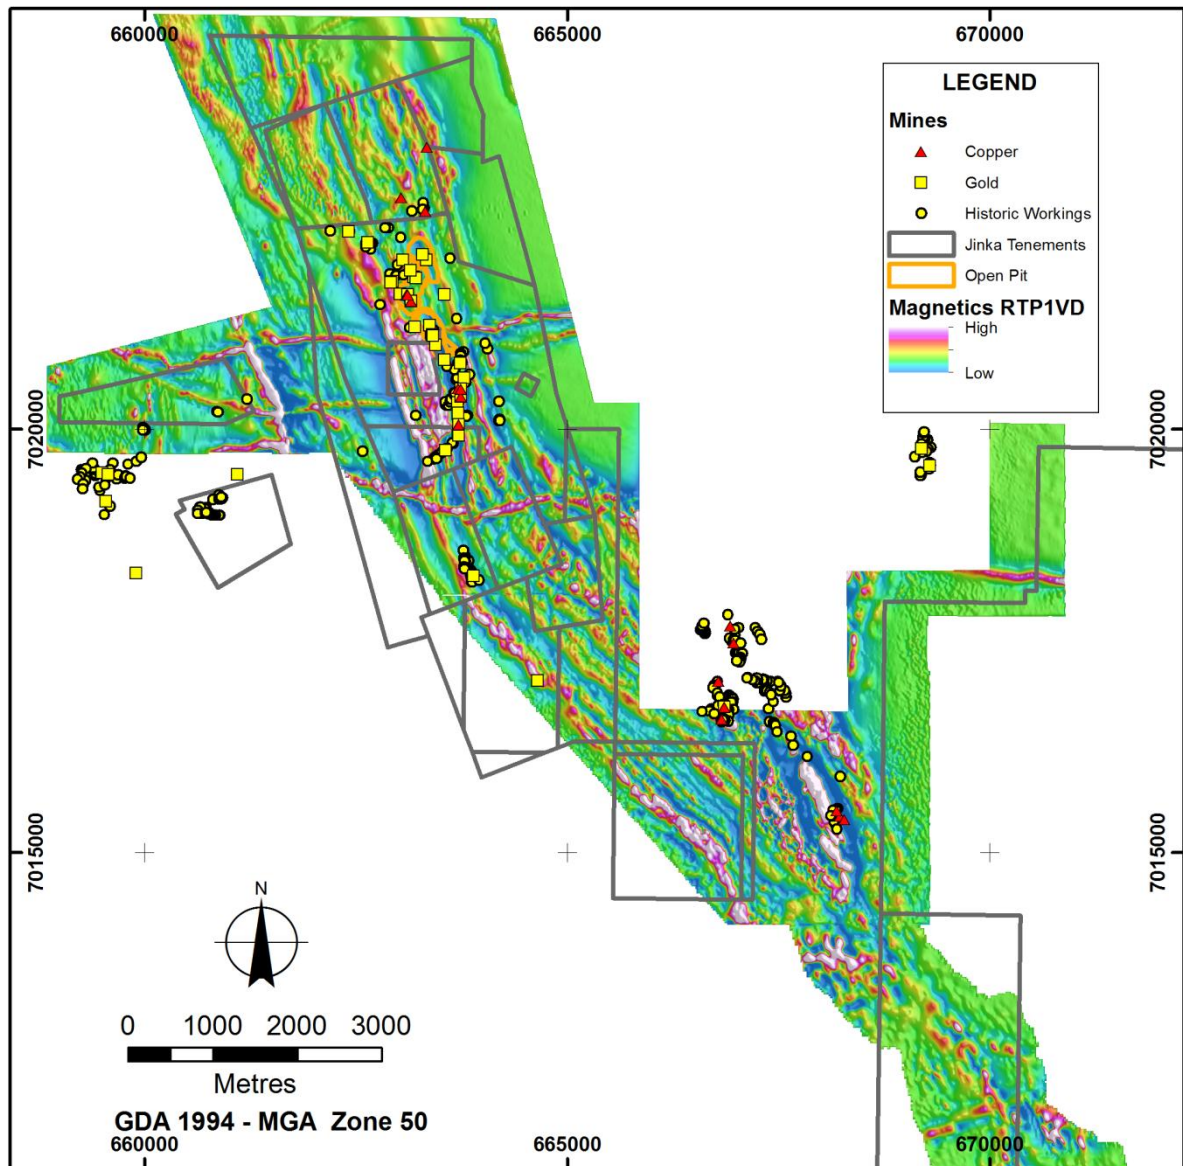 660000 665000 670000
LEGEND
Mines
Copper
Gold
Historic Workings
Jinka Tenements
Open Pit
Magnetics RTP1VD
High
Low
7020000 7020000
7015000 7015000
N
0 1000 2000 3000
Metres
GDA 1994 - MGA Zone 50
660000 665000 670000